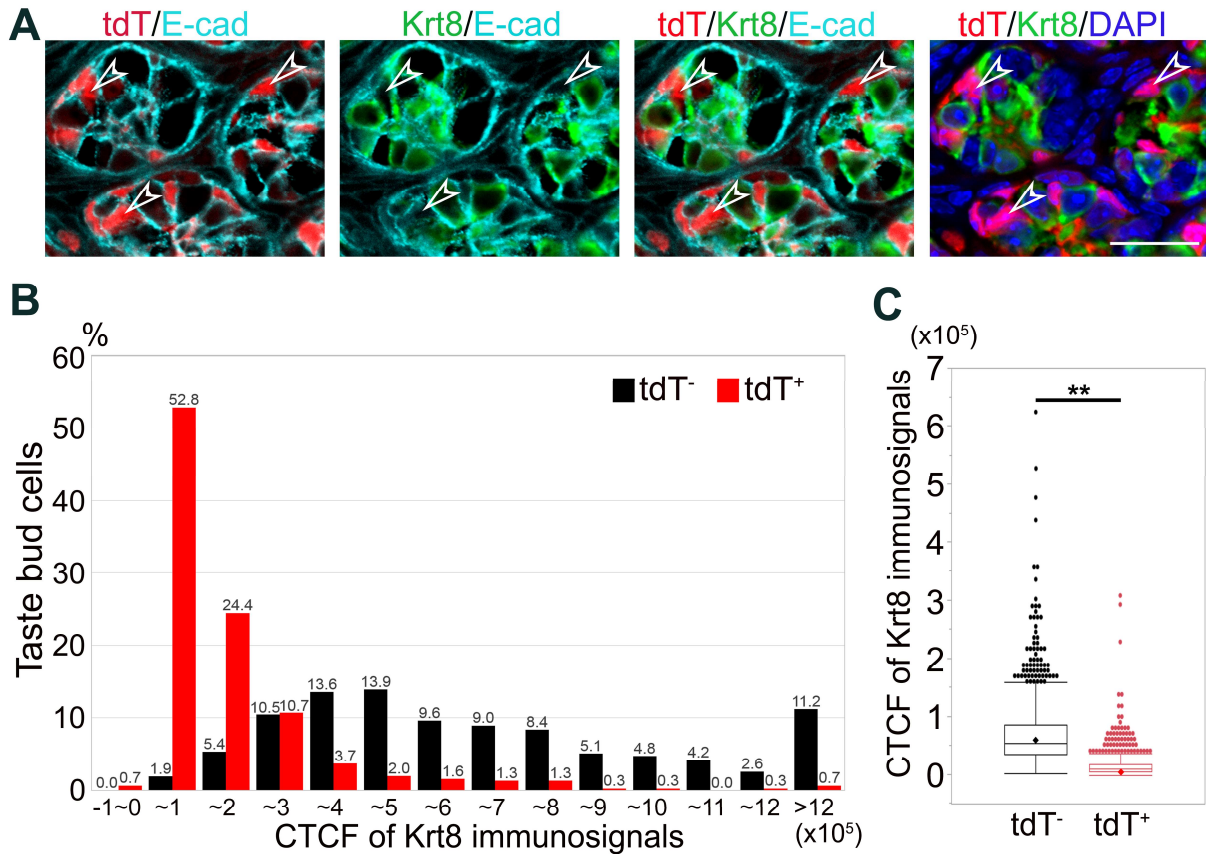 A
tdT/E-cad
Krt8/E-cad
tdT/Krt8/E-cad
tdT/Krt8/DAPI
B
%
Taste bud cells
60
50
40
30
20
10
0
tdT⁻ tdT⁺
0.0 0.7 1.9 52.8 5.4 24.4 10.5 10.7 13.6 3.7 13.9 2.0 9.6 1.6 9.0 1.3 8.4 1.3 5.1 0.3 4.8 0.3 4.2 0.0 2.6 0.3 11.2 0.7
-1~0 ~1 ~2 ~3 ~4 ~5 ~6 ~7 ~8 ~9 ~10 ~11 ~12 >12
CTCF of Krt8 immunosignals
(x10⁵)
C
(x10⁵)
CTCF of Krt8 immunosignals
7
6
5
4
3
2
1
0
**
tdT⁻ tdT⁺